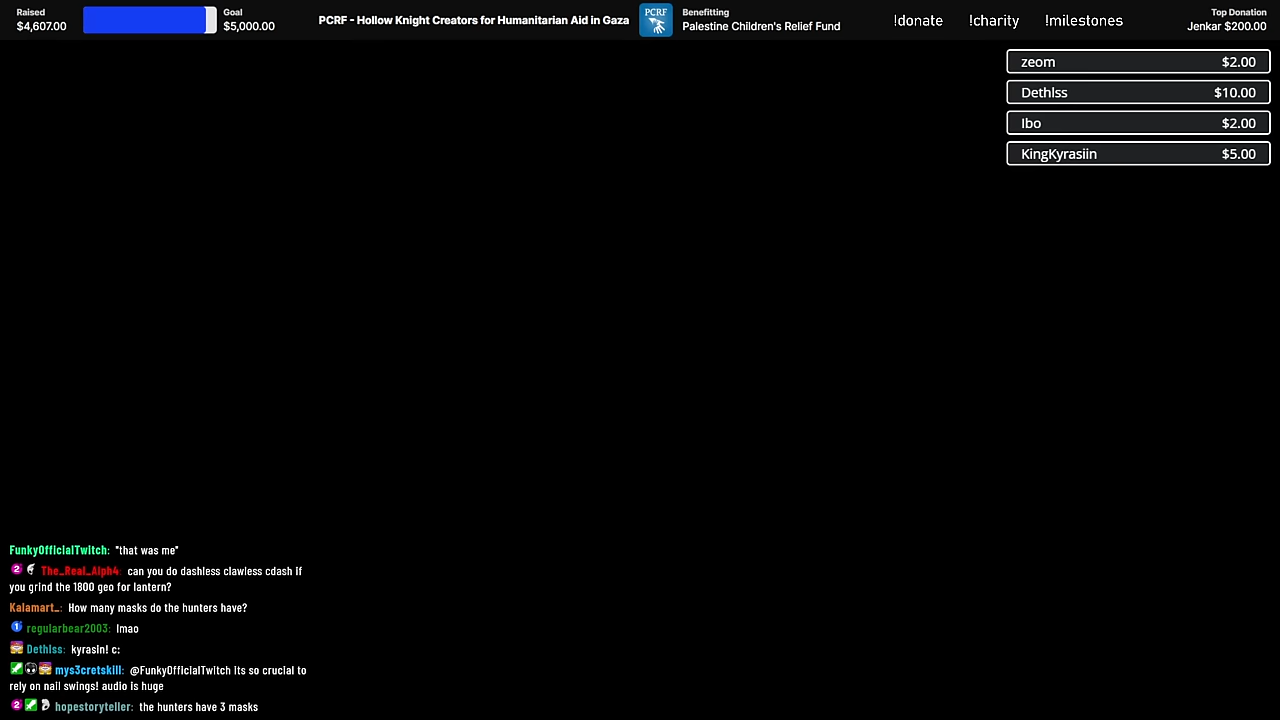 Raised
$4,607.00
Goal
$5,000.00
PCRF - Hollow Knight Creators for Humanitarian Aid in Gaza
PCRF
Benefitting
Palestine Children's Relief Fund
!donate
!charity
!milestones
Top Donation
Jenkar $200.00
zeom $2.00
Dethlss $10.00
Ibo $2.00
KingKyrasiin $5.00
FunkyOfficialTwitch: "that was me"
2 The_Real_Alph4: can you do dashless clawless cdash if
you grind the 1800 geo for lantern?
Kalamart_: How many masks do the hunters have?
1 regularbear2003: lmao
Dethlss: kyrasin! c:
mys3cretskill: @FunkyOfficialTwitch its so crucial to
rely on nail swings! audio is huge
2 hopestoryteller: the hunters have 3 masks